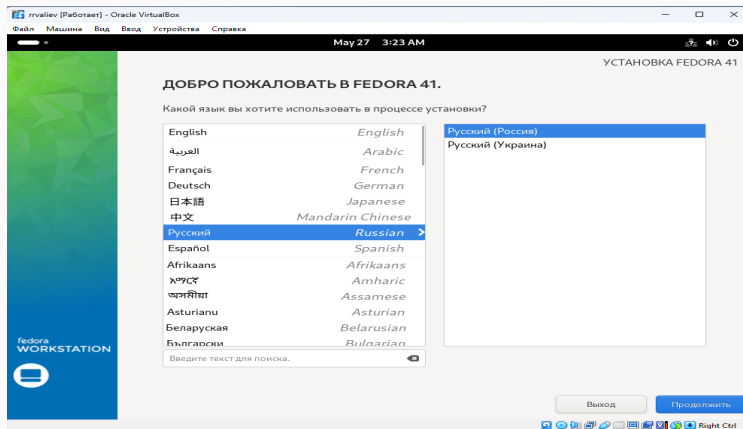 rrvaliev [Работает] - Oracle VirtualBox
Файл Машина Вид Ввод Устройства Справка
May 27 3:23 AM
УСТАНОВКА FEDORA 41
ДОБРО ПОЖАЛОВАТЬ В FEDORA 41.
Какой язык вы хотите использовать в процессе установки?
English English
العربية Arabic
Français French
Deutsch German
日本語 Japanese
中文 Mandarin Chinese
Русский Russian
Español Spanish
Afrikaans Afrikaans
አማርኛ Amharic
অসমীয়া Assamese
Asturianu Asturian
Беларуская Belarusian
Български Bulgarian
Русский (Россия)
Русский (Украина)
Введите текст для поиска.
fedora
WORKSTATION
Выход
Продолжить
Right Ctrl